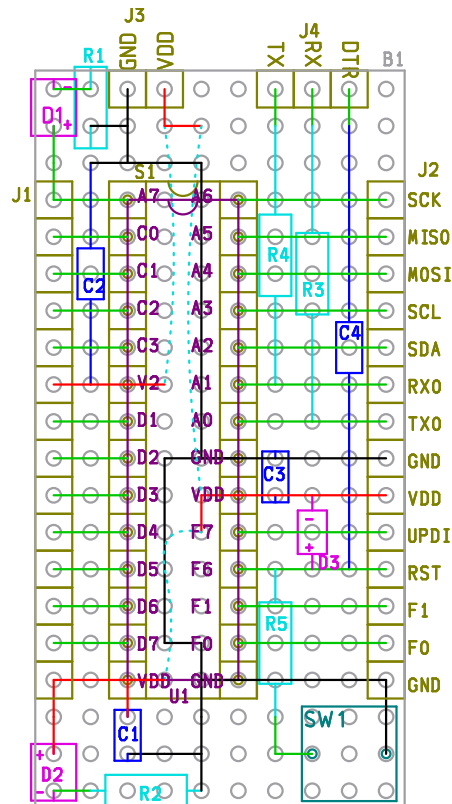 J3
GND
VDD
J4
TX
RX
DTR
B1
R1
-
D1
+
S1
J2
J1
A7 A6 SCK
C0 A5 MISO
R4
C1 A4 MOSI
C2
R3
C2 A3 SCL
C4
C3 A2 SDA
V2 A1 RX0
D1 A0 TX0
D2 GND GND
C3
D3 VDD VDD
-
D4 F7 UPDI
+
D3
D5 F6 RST
D6 F1 F1
R5
D7 F0 F0
VDD GND GND
U1
SW1
C1
+
D2
-
R2